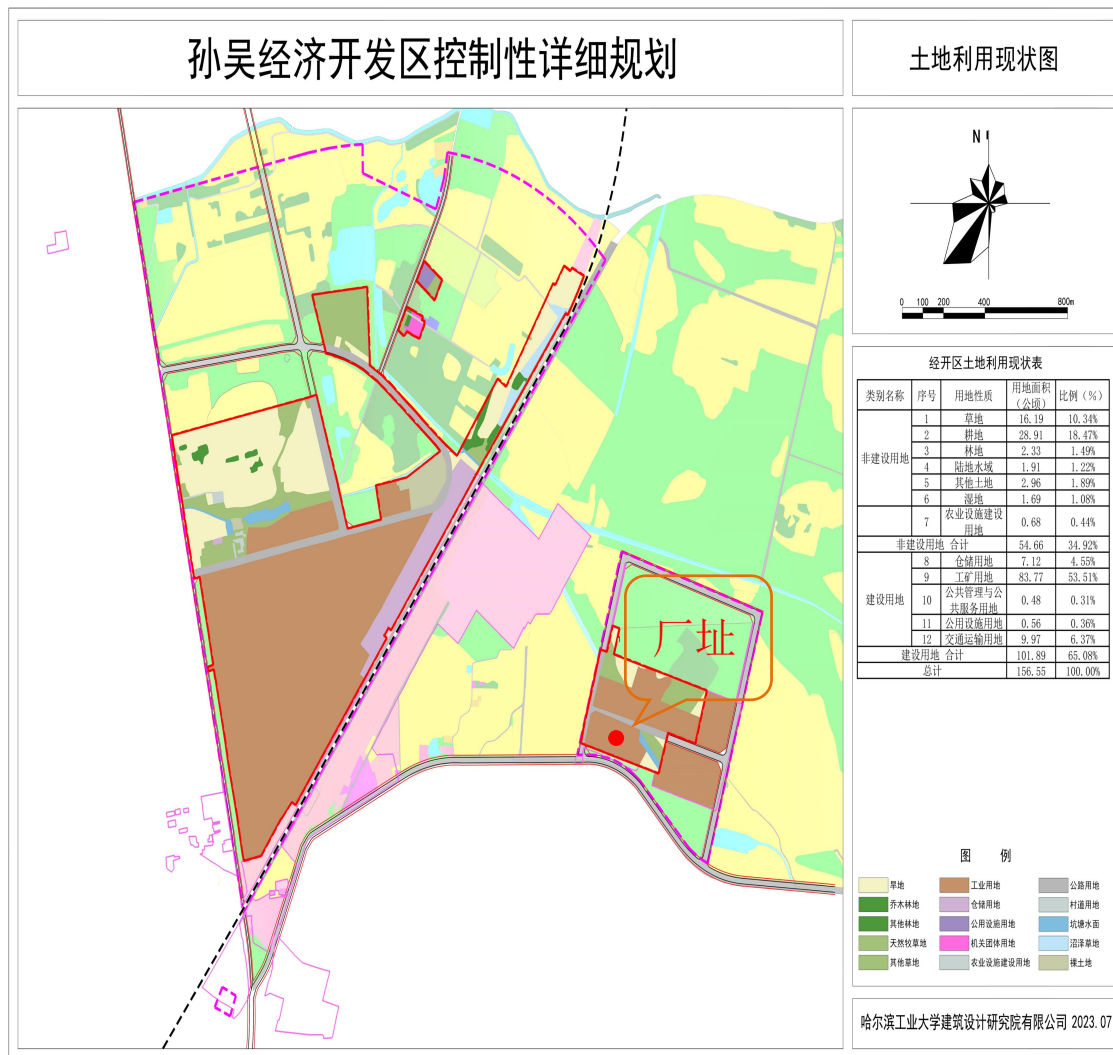 孙吴经济开发区控制性详细规划
土地利用现状图
N
0 100 200 400 800m
厂址
经开区土地利用现状表
类别名称 序号 用地性质 用地面积（公顷） 比例（%）
非建设用地
1 草地 16.19 10.34%
2 耕地 28.91 18.47%
3 林地 2.33 1.49%
4 陆地水域 1.91 1.22%
5 其他土地 2.96 1.89%
6 湿地 1.69 1.08%
7 农业设施建设用地 0.68 0.44%
非建设用地 合计 54.66 34.92%
建设用地
8 仓储用地 7.12 4.55%
9 工矿用地 83.77 53.51%
10 公共管理与公共服务用地 0.48 0.31%
11 公用设施用地 0.56 0.36%
12 交通运输用地 9.97 6.37%
建设用地 合计 101.89 65.08%
总计 156.55 100.00%
图 例
旱地 工业用地 公路用地
乔木林地 仓储用地 村道用地
其他林地 公用设施用地 坑塘水面
天然牧草地 机关团体用地 沼泽草地
其他草地 农业设施建设用地 裸土地
哈尔滨工业大学建筑设计研究院有限公司 2023.07